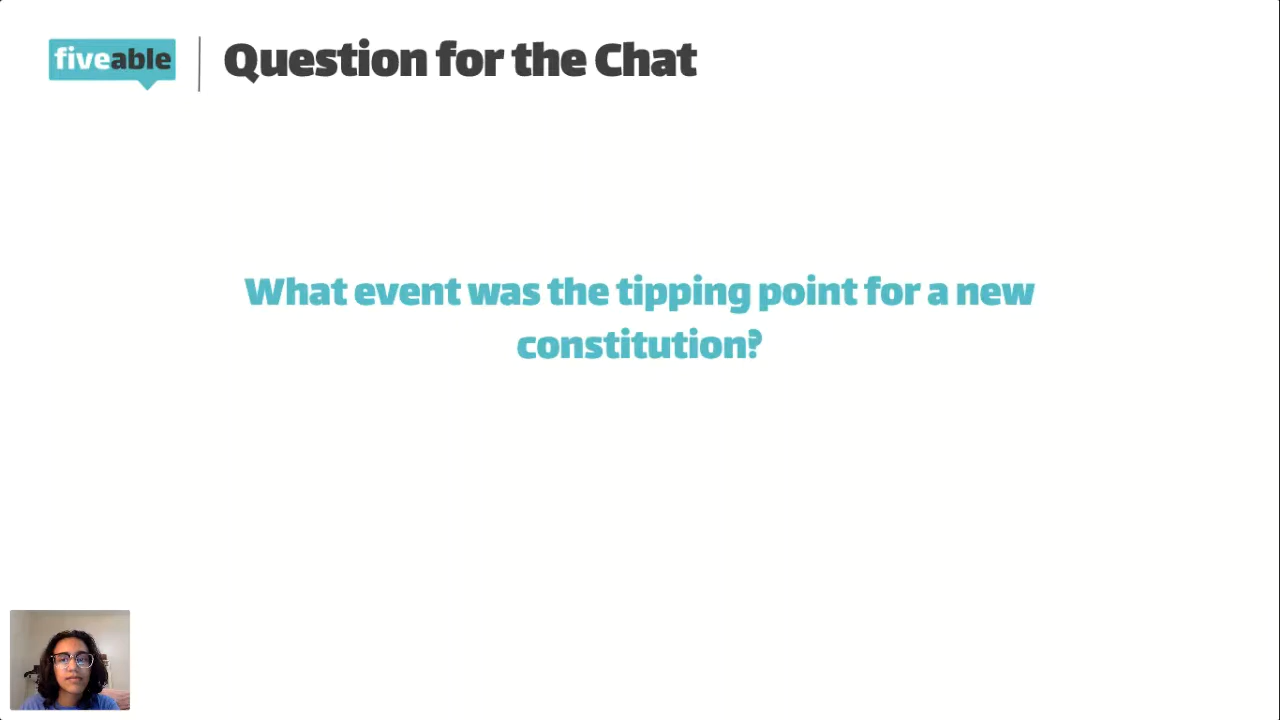 fiveable
Question for the Chat
What event was the tipping point for a new
constitution?